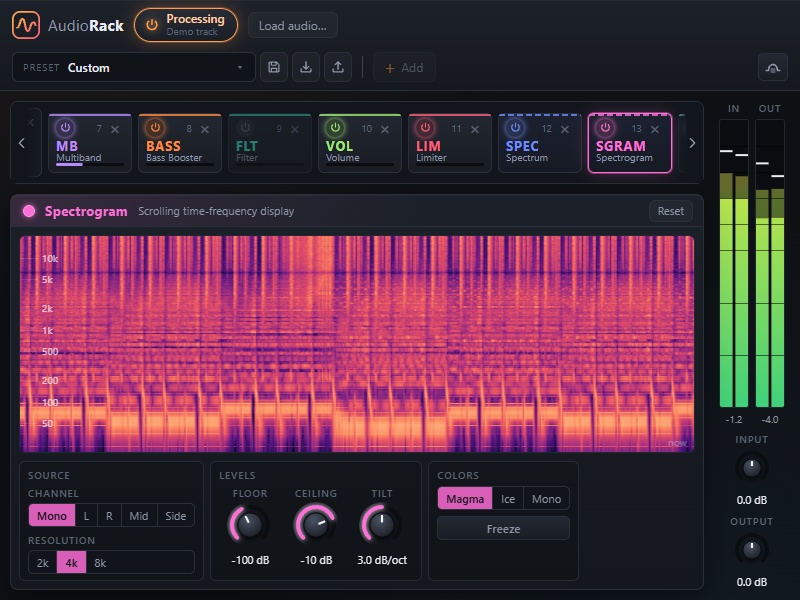 AudioRack
Processing
Demo track
Load audio...
PRESET Custom
+ Add
7
MB
Multiband
8
BASS
Bass Booster
9
FLT
Filter
10
VOL
Volume
11
LIM
Limiter
12
SPEC
Spectrum
13
SGRAM
Spectrogram
IN OUT
Spectrogram Scrolling time-frequency display Reset
10k
5k
2k
1k
500
200
100
50
now
-1.2 -4.0
INPUT
0.0 dB
OUTPUT
0.0 dB
SOURCE
CHANNEL
Mono L R Mid Side
RESOLUTION
2k 4k 8k
LEVELS
FLOOR CEILING TILT
-100 dB -10 dB 3.0 dB/oct
COLORS
Magma Ice Mono
Freeze